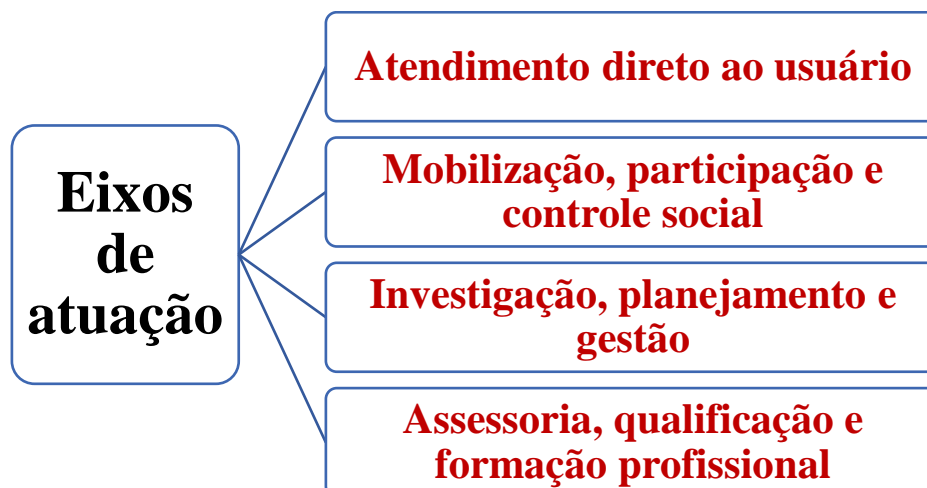 Eixos
de
atuação
Atendimento direto ao usuário
Mobilização, participação e
controle social
Investigação, planejamento e
gestão
Assessoria, qualificação e
formação profissional